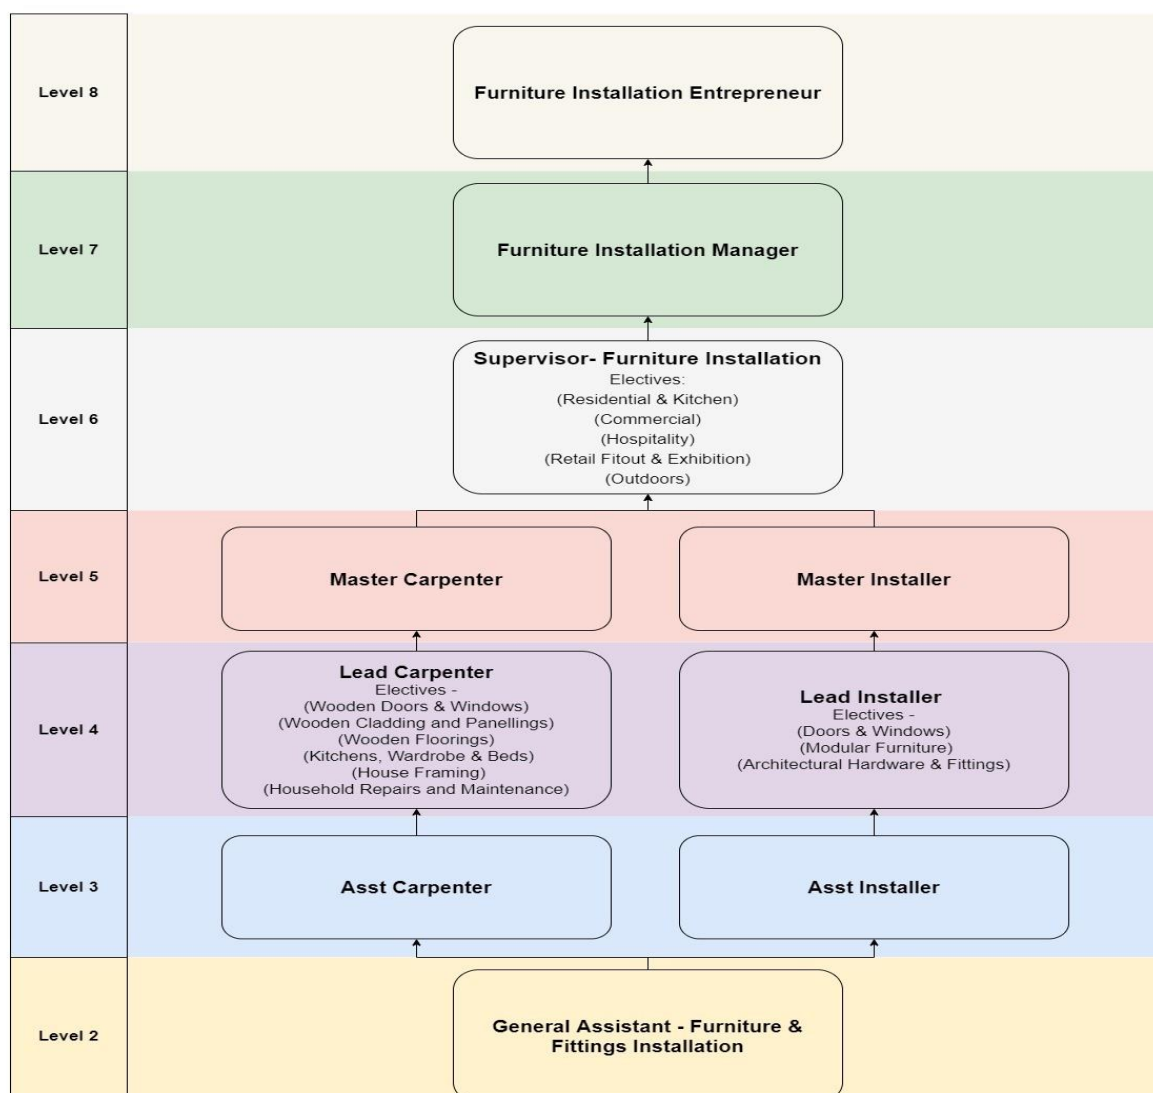 Level 8
Furniture Installation Entrepreneur
Level 7
Furniture Installation Manager
Level 6
Supervisor- Furniture Installation
Electives:
(Residential & Kitchen)
(Commercial)
(Hospitality)
(Retail Fitout & Exhibition)
(Outdoors)
Level 5
Master Carpenter
Master Installer
Level 4
Lead Carpenter
Electives -
(Wooden Doors & Windows)
(Wooden Cladding and Panellings)
(Wooden Floorings)
(Kitchens, Wardrobe & Beds)
(House Framing)
(Household Repairs and Maintenance)
Lead Installer
Electives -
(Doors & Windows)
(Modular Furniture)
(Architectural Hardware & Fittings)
Level 3
Asst Carpenter
Asst Installer
Level 2
General Assistant - Furniture &
Fittings Installation